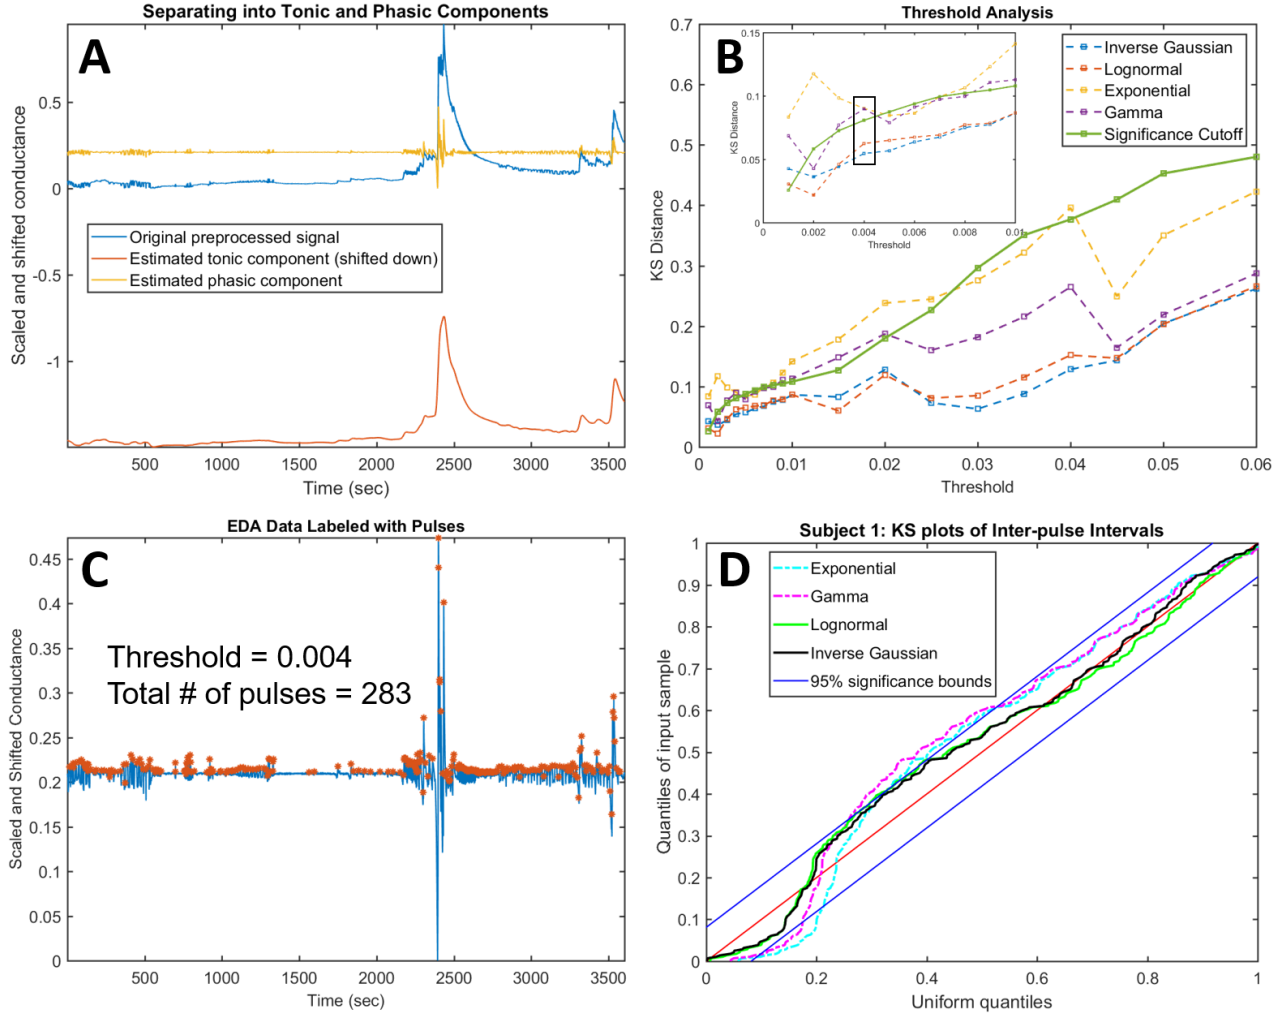 Separating into Tonic and Phasic Components
A
Scaled and shifted conductance
0.5
0
-0.5
-1
Original preprocessed signal
Estimated tonic component (shifted down)
Estimated phasic component
500 1000 1500 2000 2500 3000 3500
Time (sec)
Threshold Analysis
B
KS Distance
0.7
0.6
0.5
0.4
0.3
0.2
0.1
0
Inverse Gaussian
Lognormal
Exponential
Gamma
Significance Cutoff
KS Distance
0.15
0.1
0.05
0
0 0.002 0.004 0.006 0.008 0.01
Threshold
0 0.01 0.02 0.03 0.04 0.05 0.06
Threshold
EDA Data Labeled with Pulses
C
Scaled and Shifted Conductance
0.45
0.4
0.35
0.3
0.25
0.2
0.15
0.1
0.05
0
Threshold = 0.004
Total # of pulses = 283
500 1000 1500 2000 2500 3000 3500
Time (sec)
Subject 1: KS plots of Inter-pulse Intervals
D
Quantiles of input sample
1
0.9
0.8
0.7
0.6
0.5
0.4
0.3
0.2
0.1
0
Exponential
Gamma
Lognormal
Inverse Gaussian
95% significance bounds
0 0.2 0.4 0.6 0.8 1
Uniform quantiles